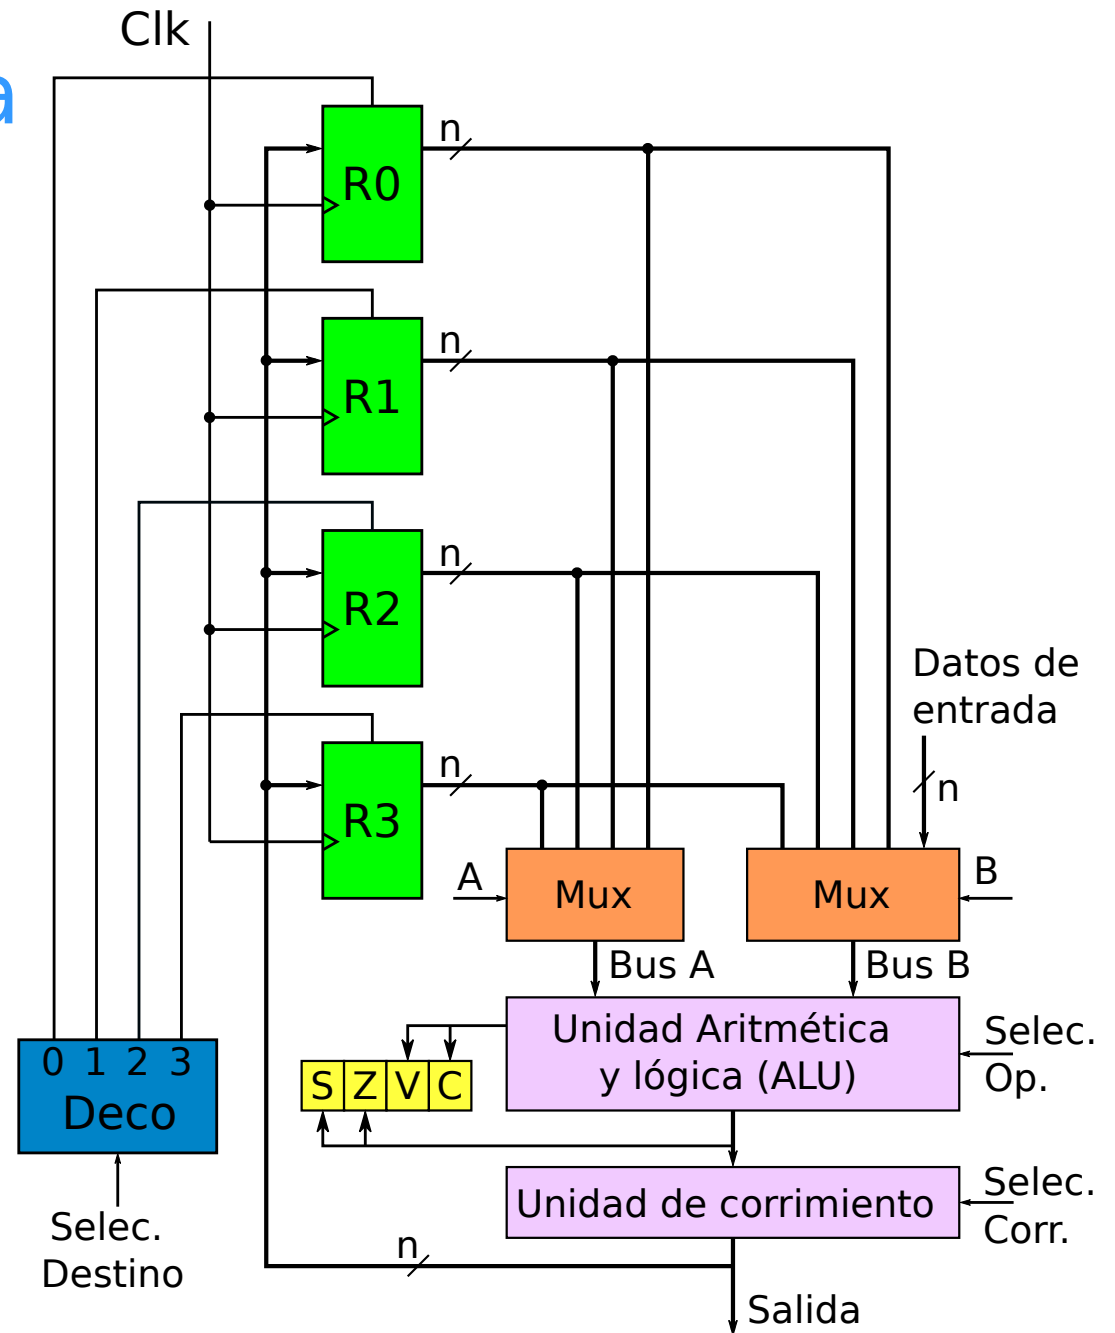 Clk
a
n
R0
n
R1
n
R2
Datos de
entrada
n
n
R3
A
Mux
Mux
B
Bus A
Bus B
0 1 2 3
Deco
S Z V C
Unidad Aritmética
y lógica (ALU)
Selec.
Op.
Unidad de corrimiento
Selec.
Corr.
Selec.
Destino
n
Salida